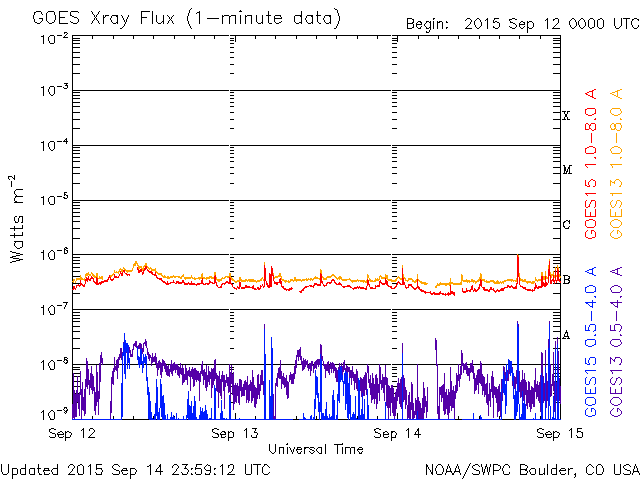 GOES Xray Flux (1-minute data)
Begin: 2015 Sep 12 0000 UTC
10^-2
10^-3
10^-4
10^-5
10^-6
10^-7
10^-8
10^-9
Watts m^-2
X
M
C
B
A
GOES15 1.0-8.0 A
GOES13 1.0-8.0 A
GOES15 0.5-4.0 A
GOES13 0.5-4.0 A
Sep 12
Sep 13
Sep 14
Sep 15
Universal Time
Updated 2015 Sep 14 23:59:12 UTC
NOAA/SWPC Boulder, CO USA